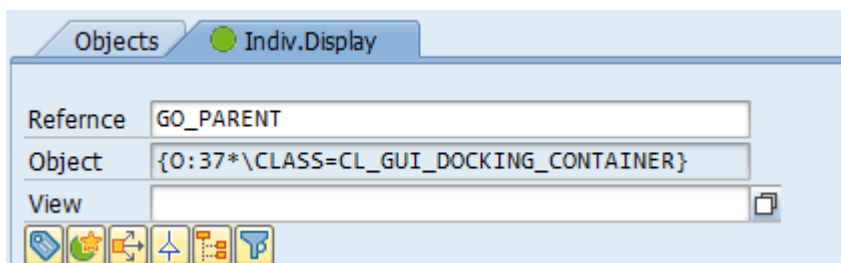 Objects Indiv.Display
Refernce GO_PARENT
Object {O:37*\CLASS=CL_GUI_DOCKING_CONTAINER}
View